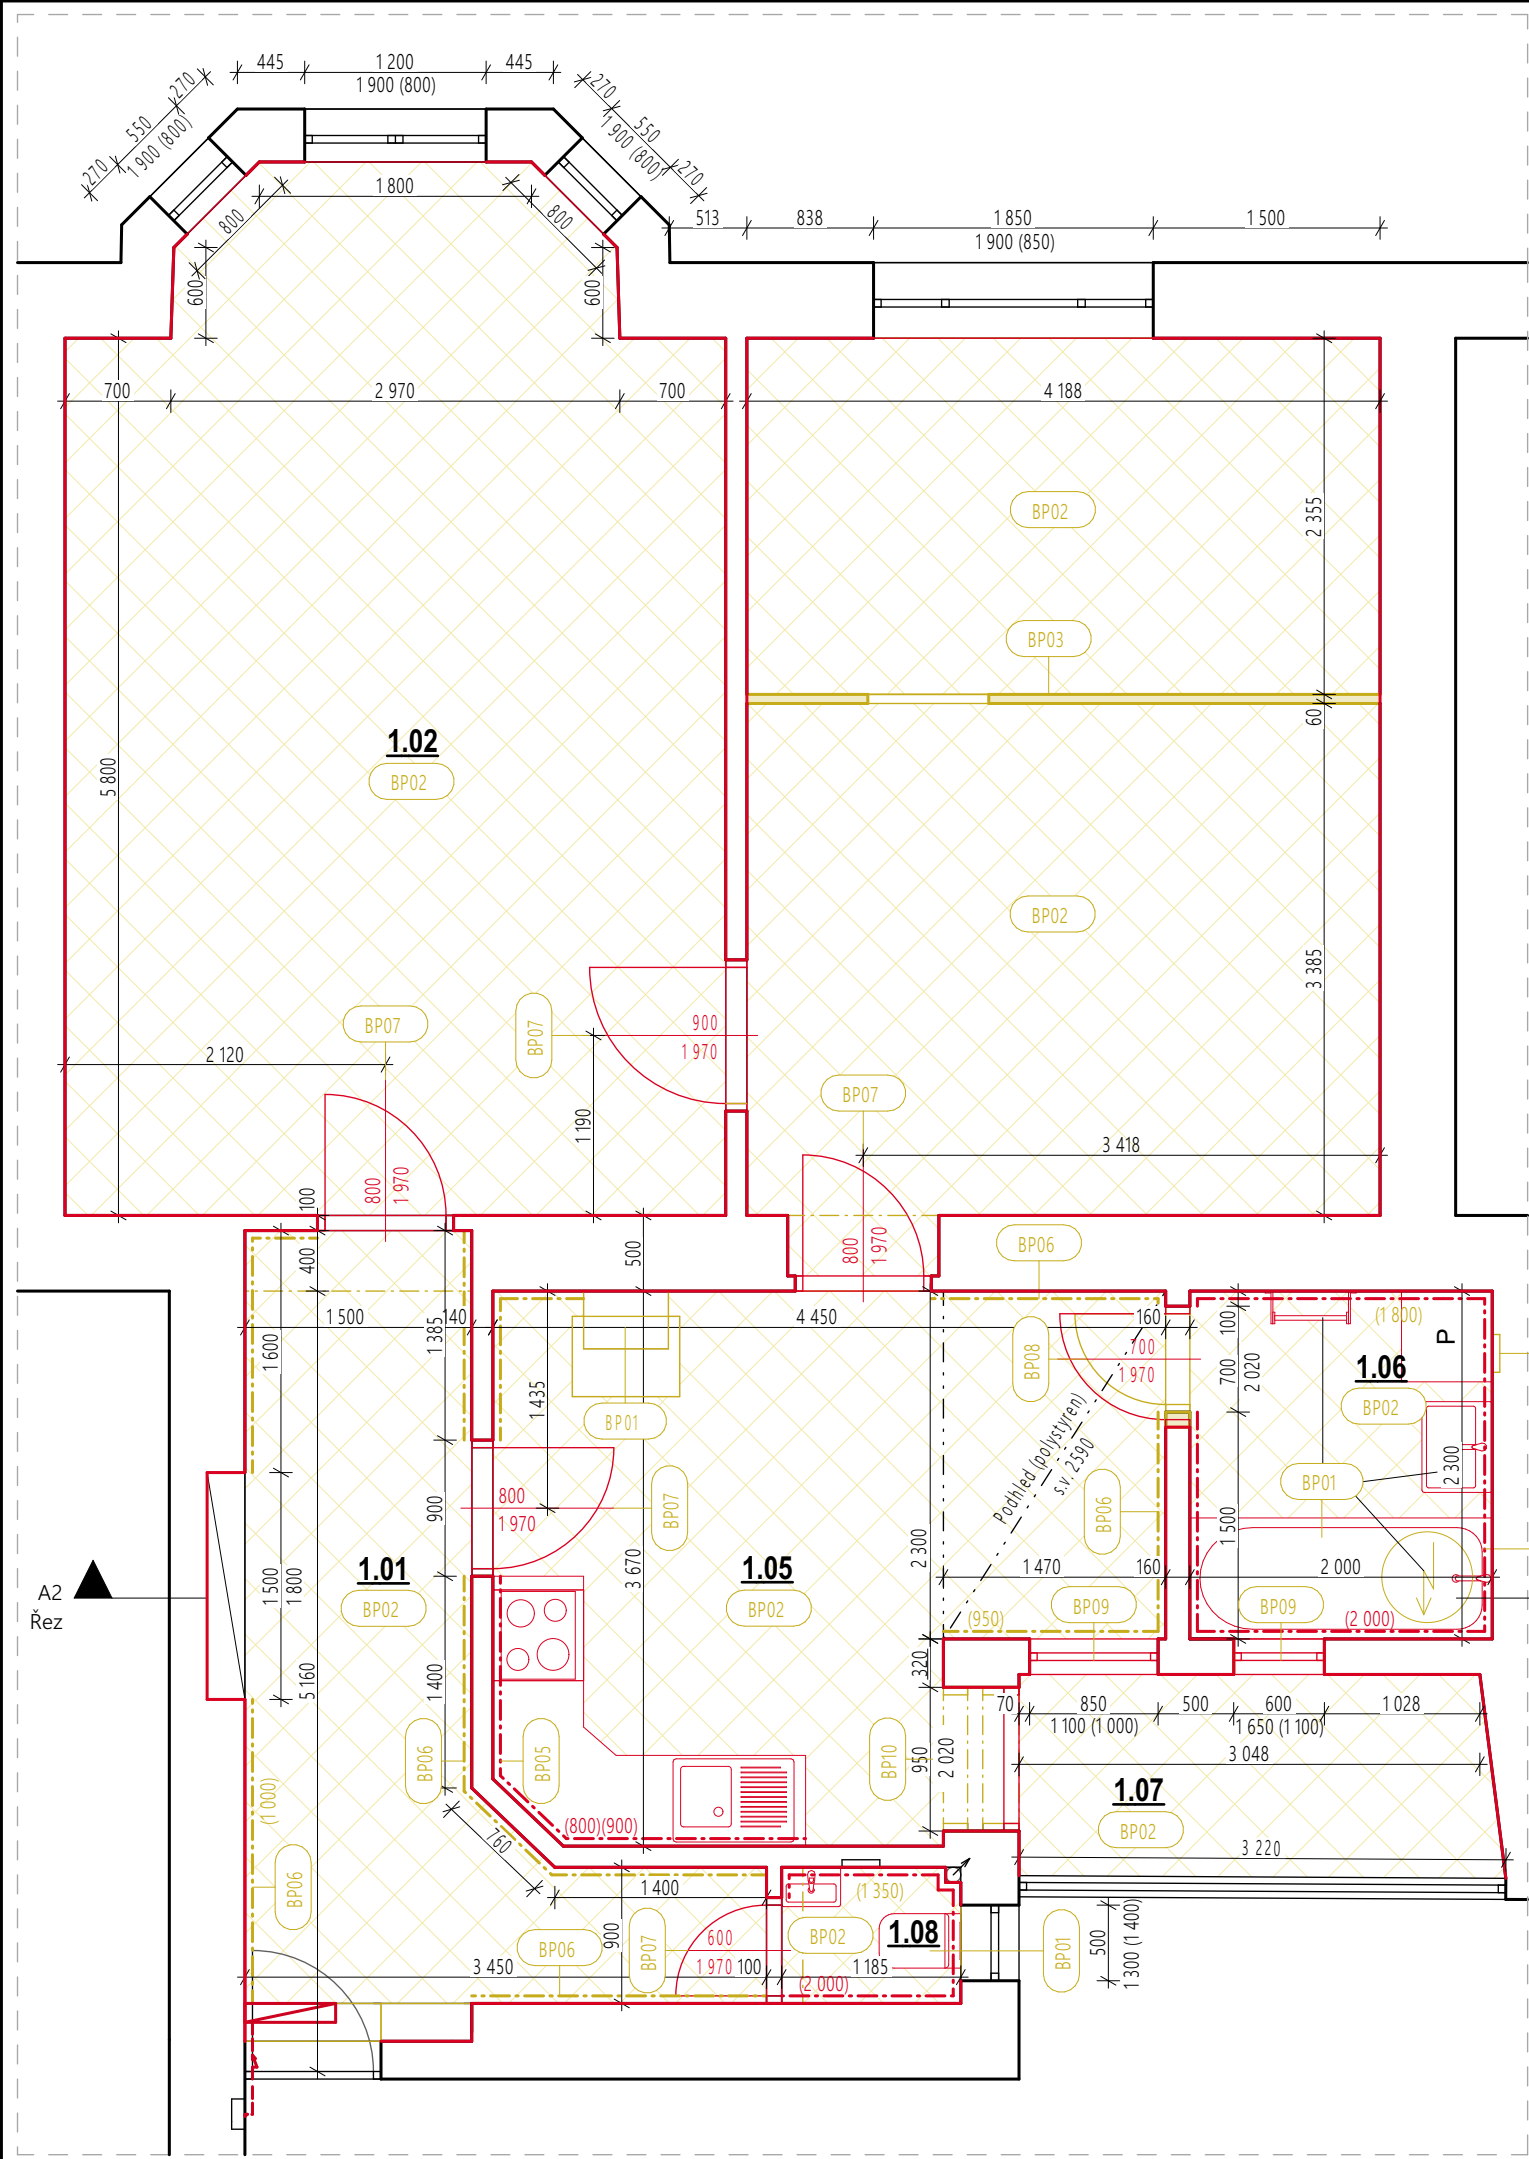 445
1 200
445
1 900 (800)
270
550
1 900 (800)
270
270
550
1 900 (800)
270
1 800
800
800
600
600
513
838
1 850
1 500
1 900 (850)
700
2 970
700
4 188
BP02
2 355
BP03
60
1.02
BP02
5 800
BP02
3 385
BP07
BP07
900
1 970
2 120
BP07
1 190
3 418
800
1 970
100
400
500
800
1 970
BP06
1 500
140
4 450
160
1 385
1 600
1 435
BP01
BP08
700
1 970
100
700
2 020
(1 800)
P
1.06
BP02
Podhled (polystyren)
s.v. 2590
2 300
BP01
900
800
1 970
BP07
BP06
1 500
A2
Řez
1.01
BP02
1 500
1 800
3 670
1.05
BP02
2 300
1 470
160
2 000
BP09
BP09
(950)
(2 000)
5 160
1 400
320
70
850
1 100 (1 000)
500
600
1 650 (1 100)
1 028
3 048
BP06
BP05
BP10
950
2 020
1.07
BP02
(1 000)
760
(800)(900)
3 220
BP06
1 400
(1 350)
900
BP06
BP07
600
1 970
100
BP02
1.08
BP01
500
1 300 (1 400)
3 450
1 185
(2 000)